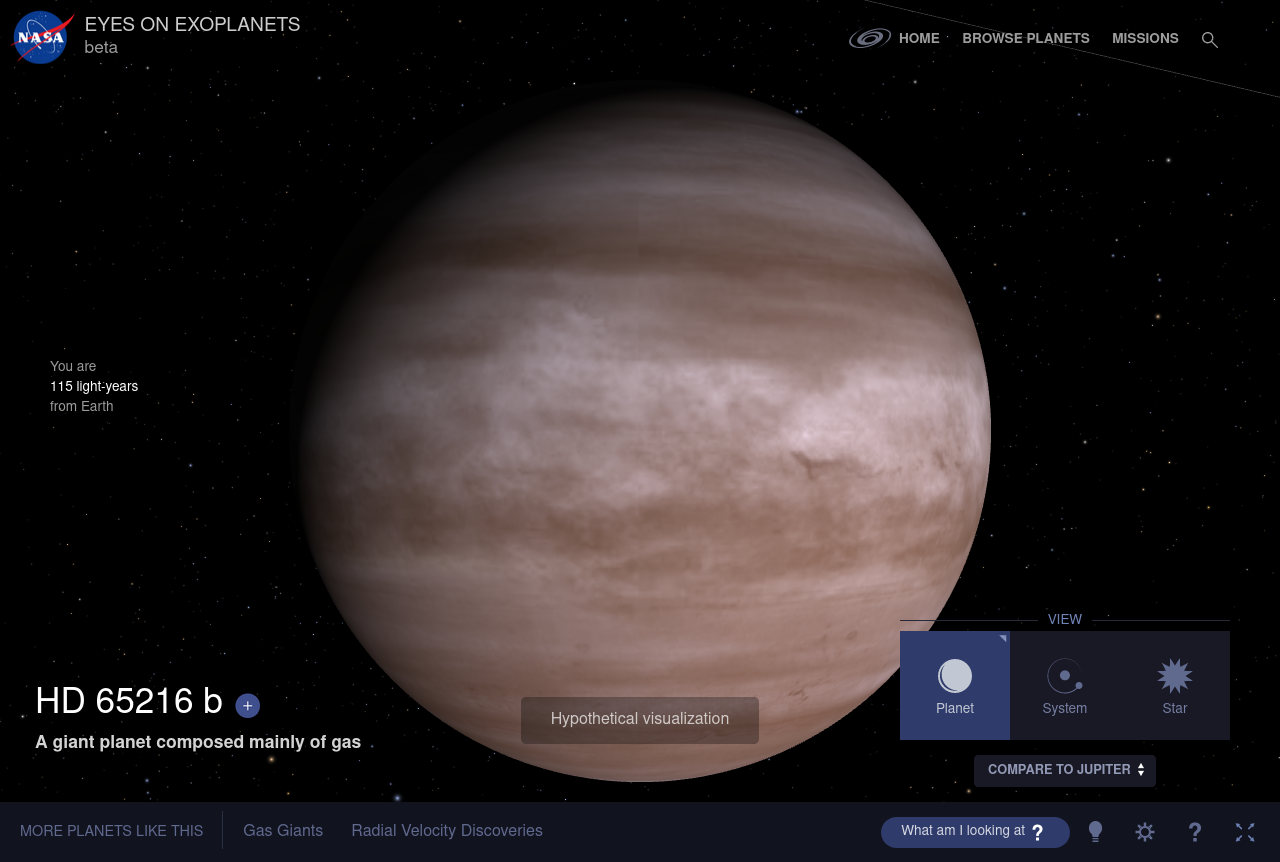 NASA
EYES ON EXOPLANETS
beta
HOME
BROWSE PLANETS
MISSIONS
You are
115 light-years
from Earth
VIEW
Planet
System
Star
HD 65216 b +
A giant planet composed mainly of gas
Hypothetical visualization
COMPARE TO JUPITER
MORE PLANETS LIKE THIS
Gas Giants
Radial Velocity Discoveries
What am I looking at ?
?